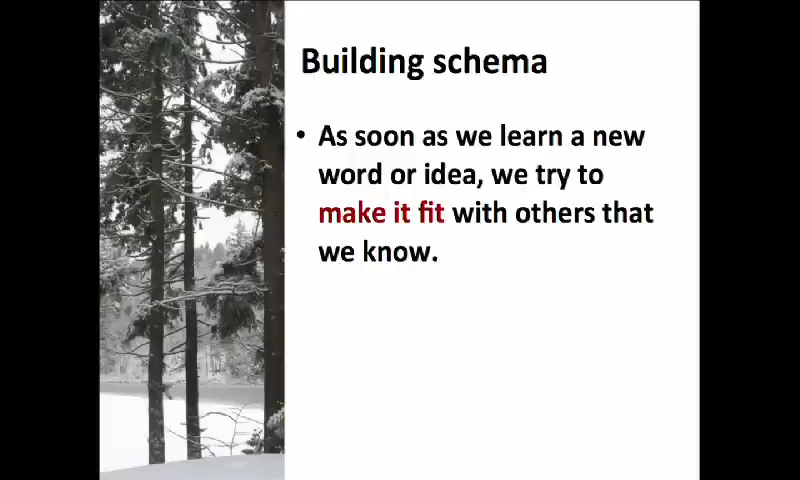 Building schema
• As soon as we learn a new
word or idea, we try to
make it fit with others that
we know.